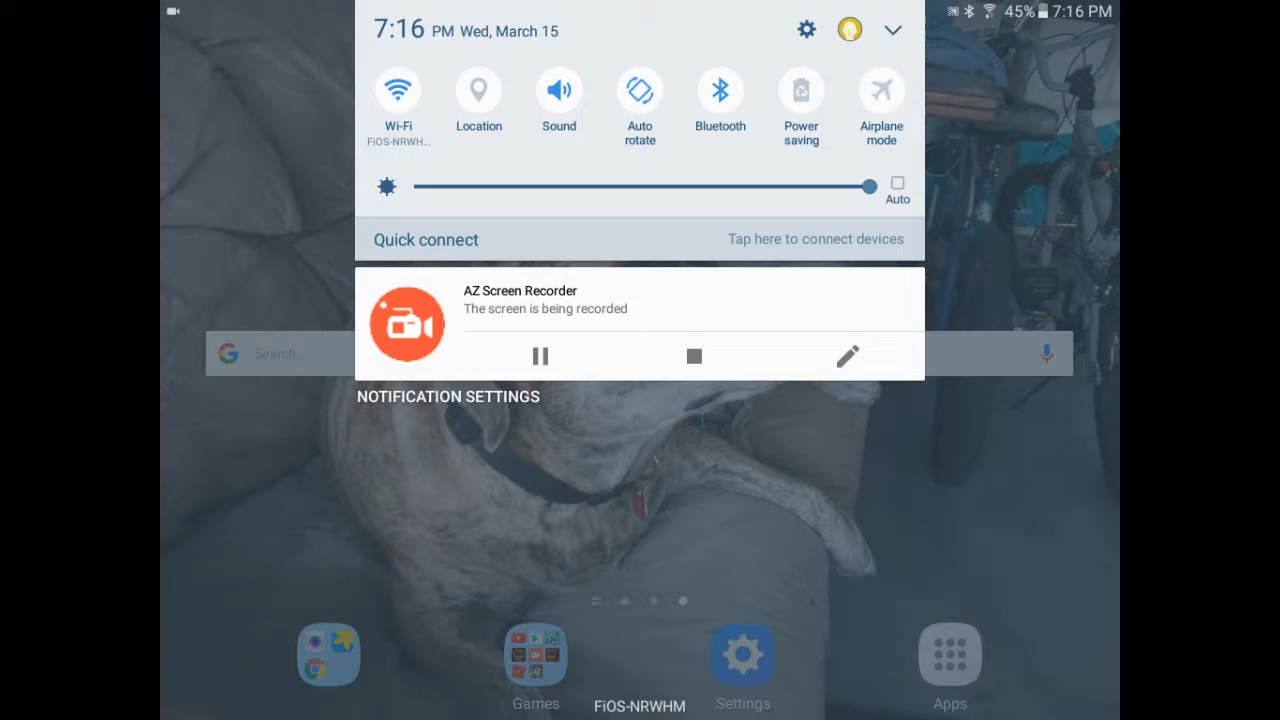 7:16 PM Wed, March 15
45% 7:16 PM
Wi-Fi
FiOS-NRWH...
Location
Sound
Auto
rotate
Bluetooth
Power
saving
Airplane
mode
Auto
Quick connect
Tap here to connect devices
AZ Screen Recorder
The screen is being recorded
G Search...
NOTIFICATION SETTINGS
Games
FiOS-NRWHM
Settings
Apps